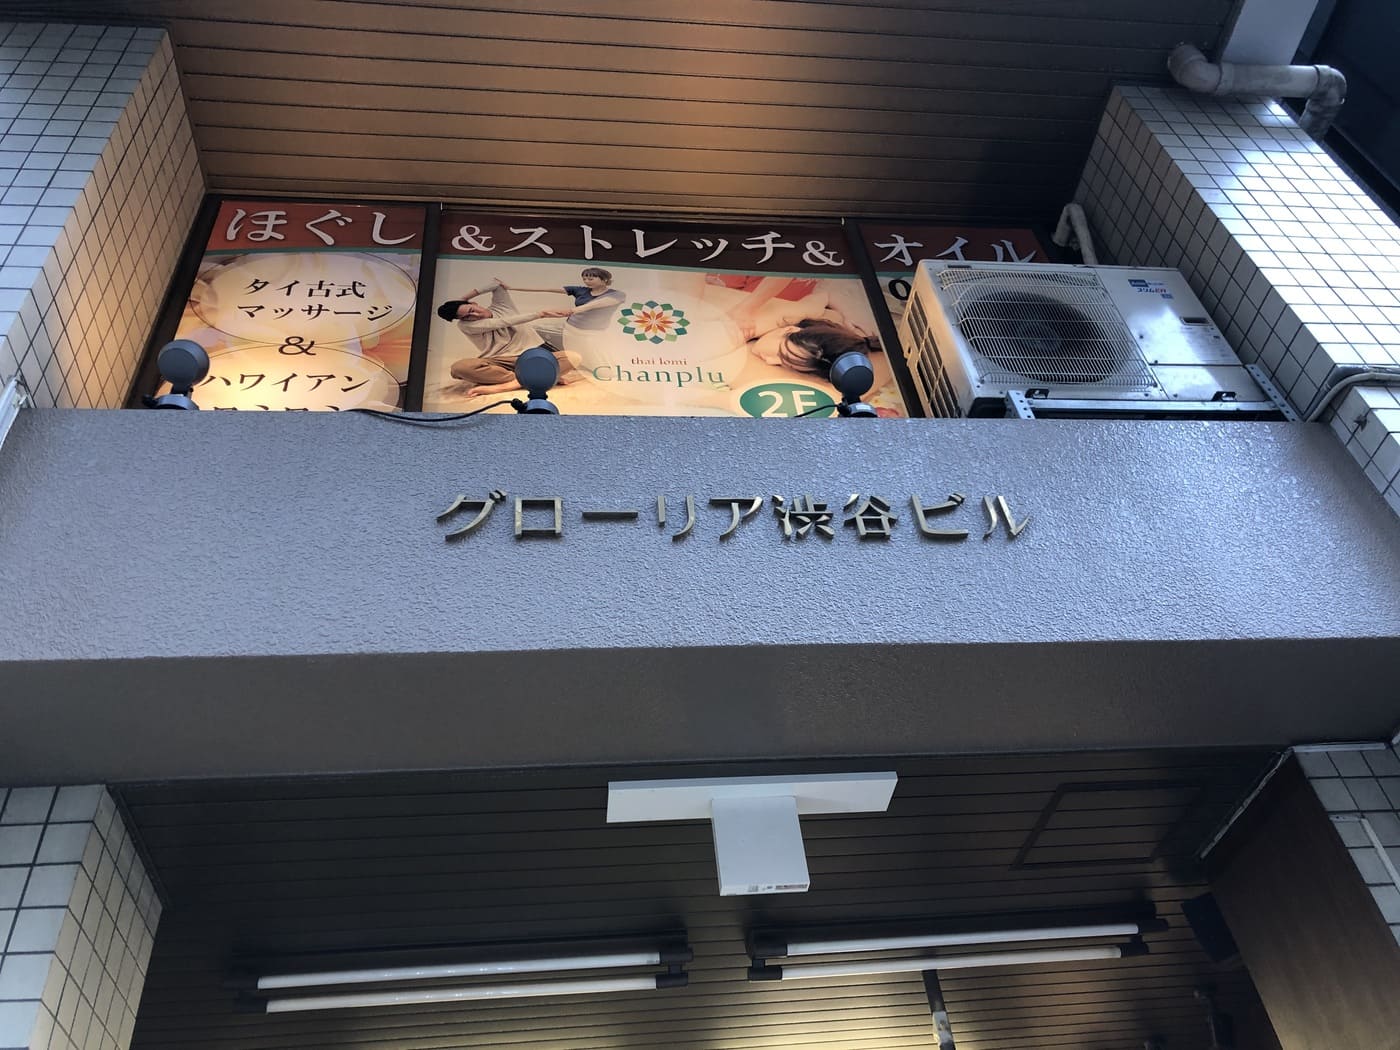 ほぐし &ストレッチ& オイル
タイ古式
マッサージ
&
ハワイアン
thai lomi
Chanplu
2F
グローリア渋谷ビル